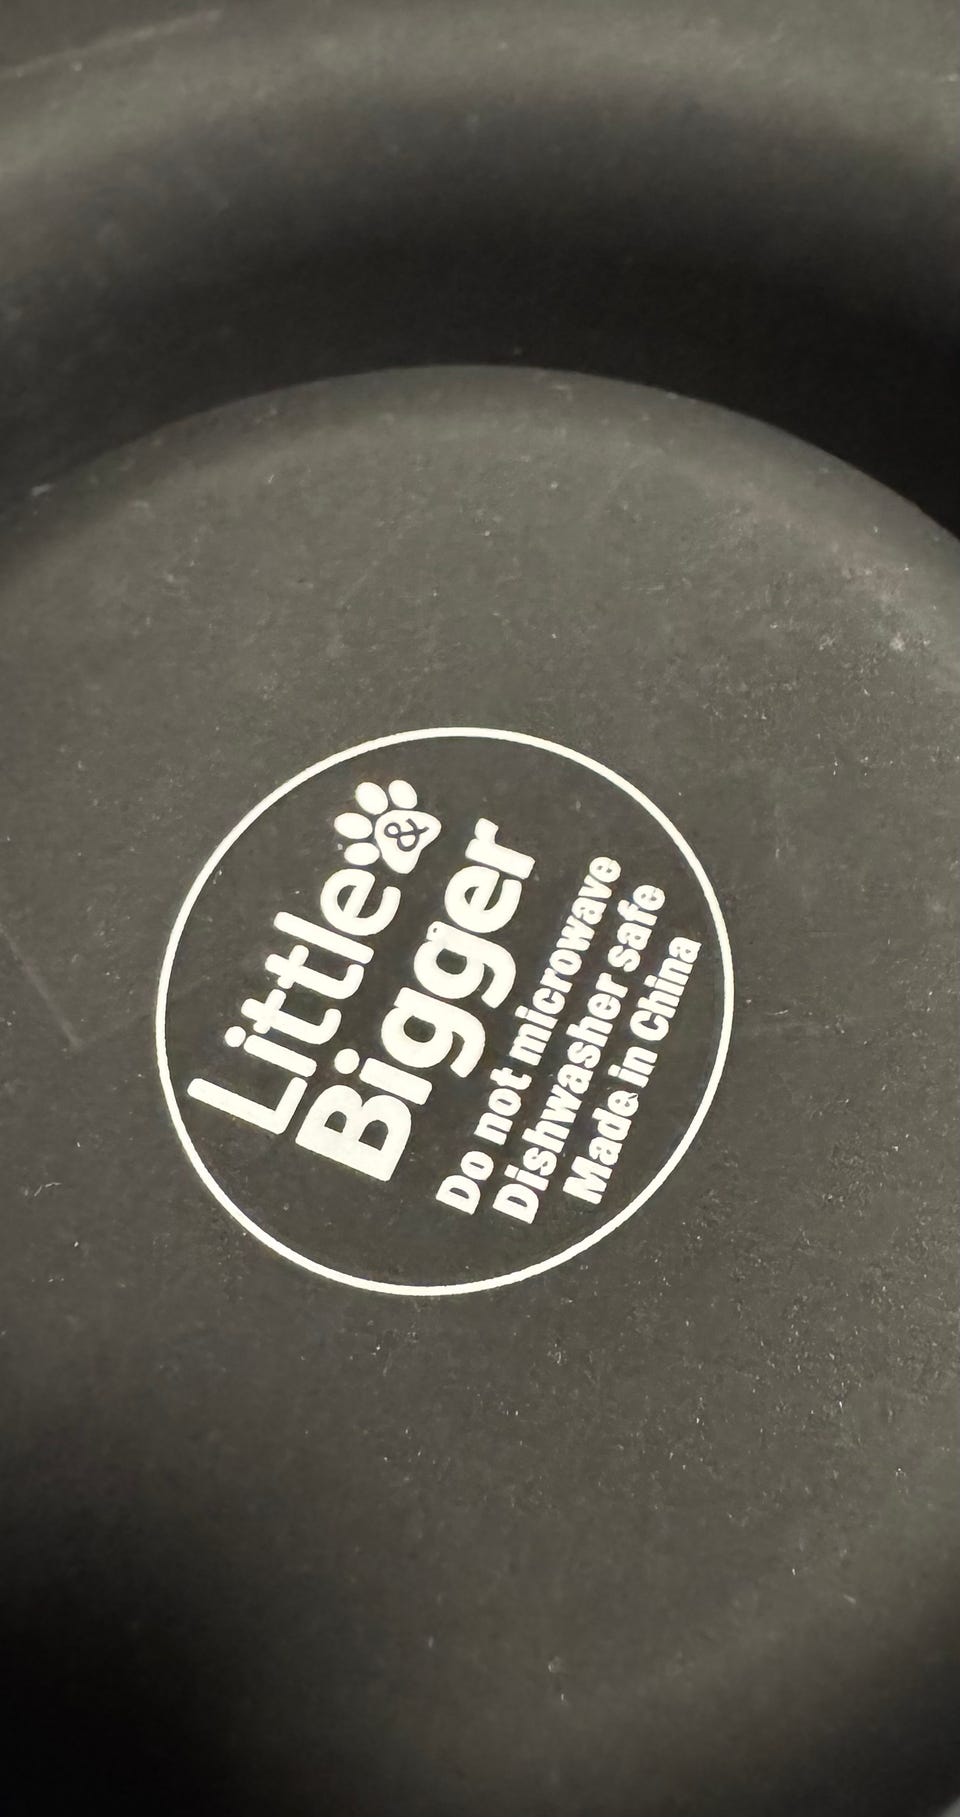 Little &
Bigger
Do not microwave
Dishwasher safe
Made in China